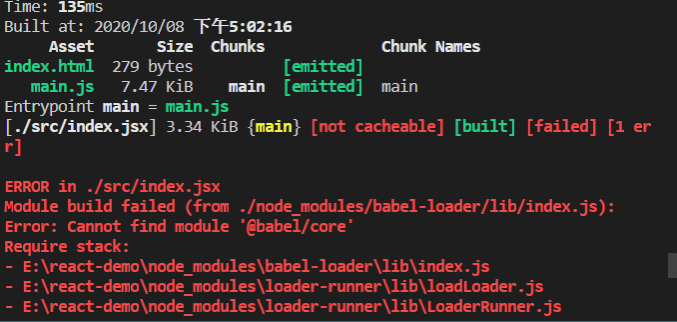 Time: 135ms
Built at: 2020/10/08 下午5:02:16
Asset Size Chunks Chunk Names
index.html 279 bytes [emitted]
main.js 7.47 KiB main [emitted] main
Entrypoint main = main.js
[./src/index.jsx] 3.34 KiB {main} [not cacheable] [built] [failed] [1 er
r]
ERROR in ./src/index.jsx
Module build failed (from ./node_modules/babel-loader/lib/index.js):
Error: Cannot find module '@babel/core'
Require stack:
- E:\react-demo\node_modules\babel-loader\lib\index.js
- E:\react-demo\node_modules\loader-runner\lib\loadLoader.js
- E:\react-demo\node_modules\loader-runner\lib\LoaderRunner.js